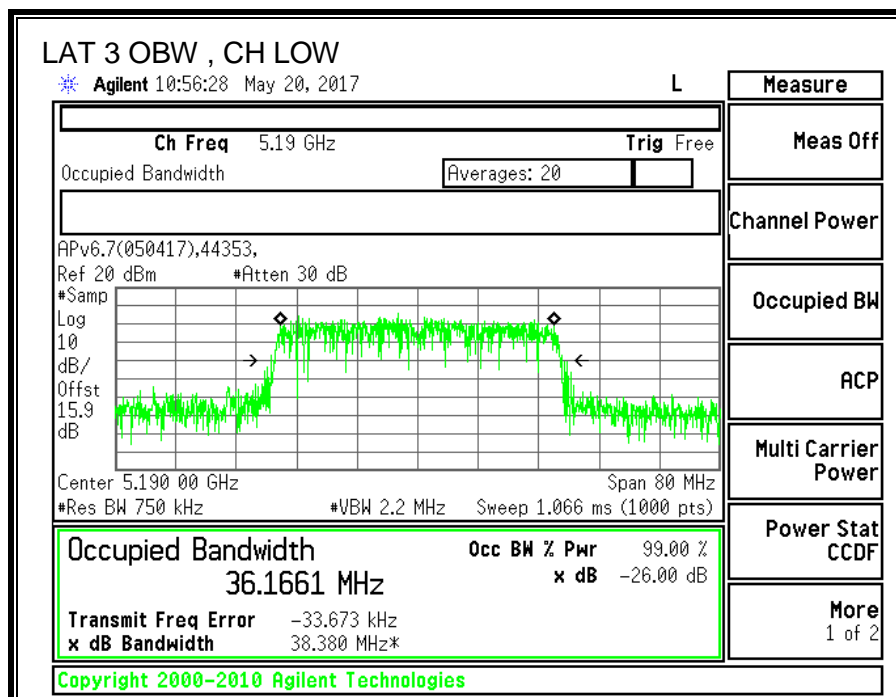 LAT 3 OBW , CH LOW
Agilent 10:56:28 May 20, 2017 L
Measure
Ch Freq 5.19 GHz Trig Free
Meas Off
Occupied Bandwidth Averages: 20
Channel Power
APv6.7(050417),44353,
Ref 20 dBm #Atten 30 dB
#Samp
Log
10
dB/
Offst
15.9
dB
Occupied BW
ACP
Multi Carrier
Power
Center 5.190 00 GHz Span 80 MHz
#Res BW 750 kHz #VBW 2.2 MHz Sweep 1.066 ms (1000 pts)
Power Stat
CCDF
Occupied Bandwidth Occ BW % Pwr 99.00 %
36.1661 MHz x dB -26.00 dB
Transmit Freq Error -33.673 kHz
x dB Bandwidth 38.380 MHz*
More
1 of 2
Copyright 2000-2010 Agilent Technologies